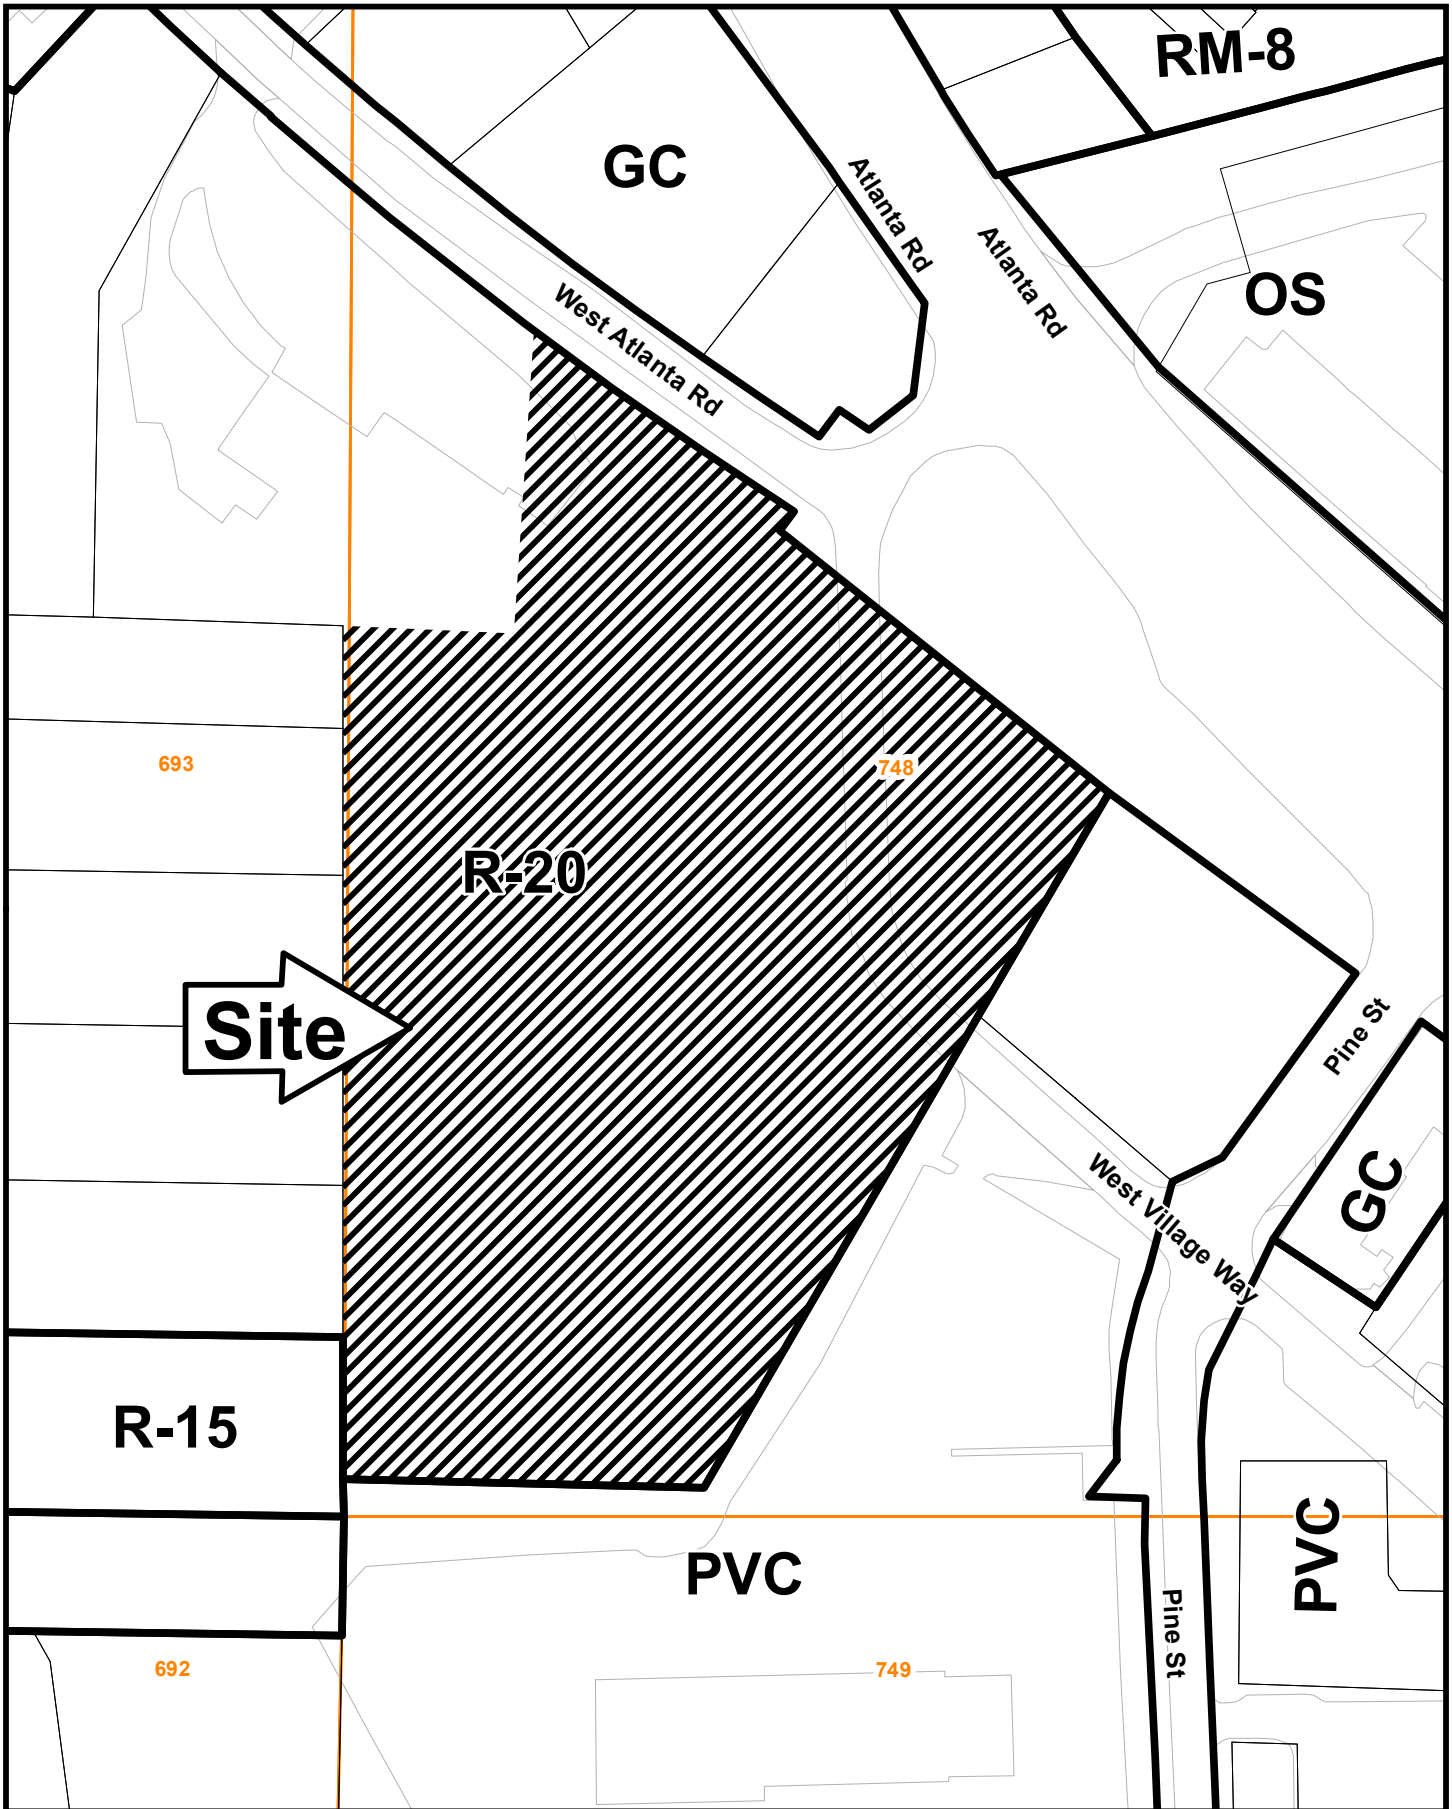 RM-8
GC
Atlanta Rd
Atlanta Rd
OS
West Atlanta Rd
693
748
R-20
Site
Pine St
GC
West Village Way
R-15
PVC
PVC
Pine St
692
749